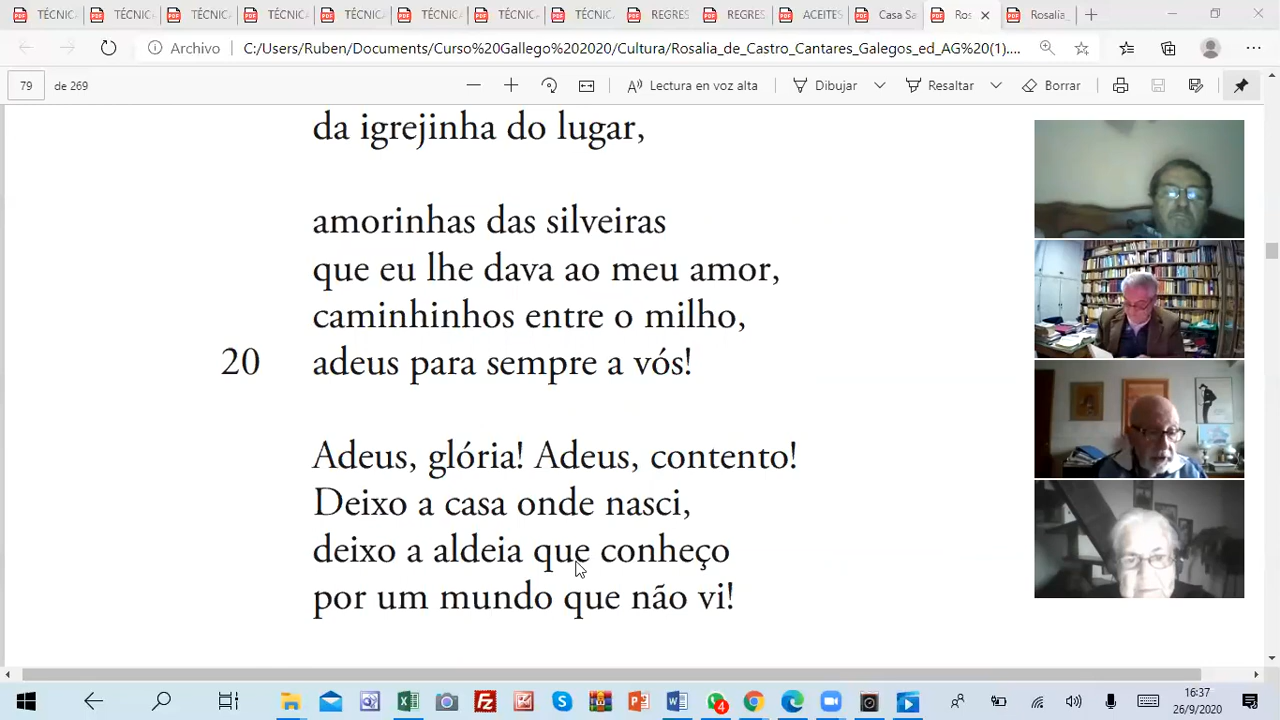 TÉCNIC
TÉCNIC
TÉCNIC
TÉCNIC
TÉCNIC
TÉCNIC
TÉCNIC
TÉCNIC
REGRES
REGRES
ACEITES
Casa Sa
Ros
Rosalia_
Archivo
C:/Users/Ruben/Documents/Curso%20Gallego%202020/Cultura/Rosalia_de_Castro_Cantares_Galegos_ed_AG%20(1)....
79 de 269
Lectura en voz alta
Dibujar
Resaltar
Borrar
da igrejinha do lugar,
amorinhas das silveiras
que eu lhe dava ao meu amor,
caminhinhos entre o milho,
20 adeus para sempre a vós!
Adeus, glória! Adeus, contento!
Deixo a casa onde nasci,
deixo a aldeia que conheço
por um mundo que não vi!
4
16:37
26/9/2020